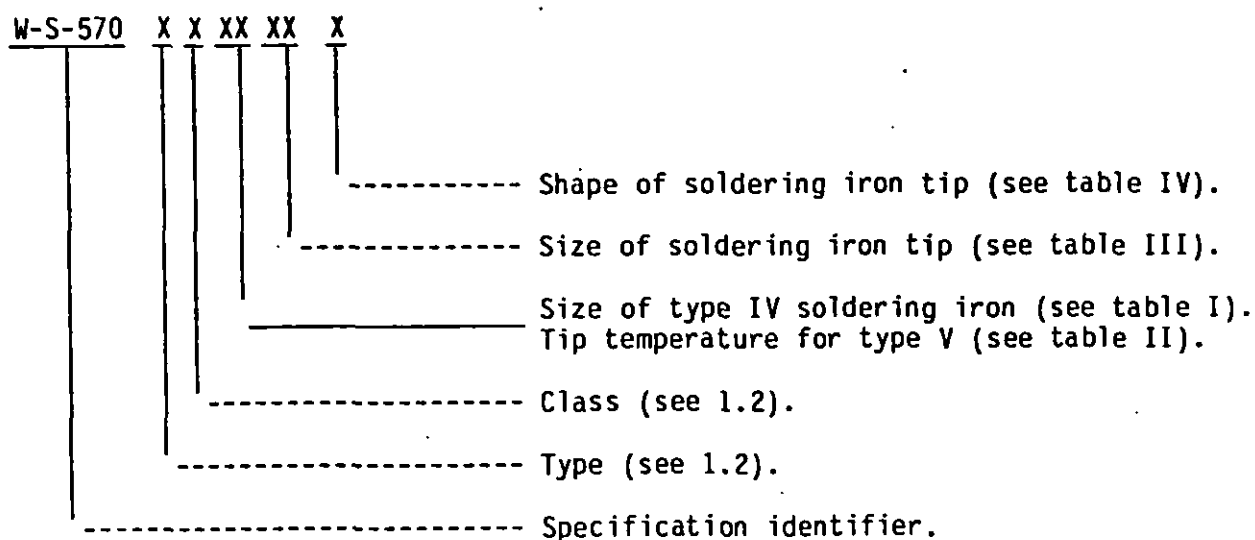 W-S-570 X X XX XX X
Shape of soldering iron tip (see table IV).
Size of soldering iron tip (see table III).
Size of type IV soldering iron (see table I).
Tip temperature for type V (see table II).
Class (see 1.2).
Type (see 1.2).
Specification identifier.